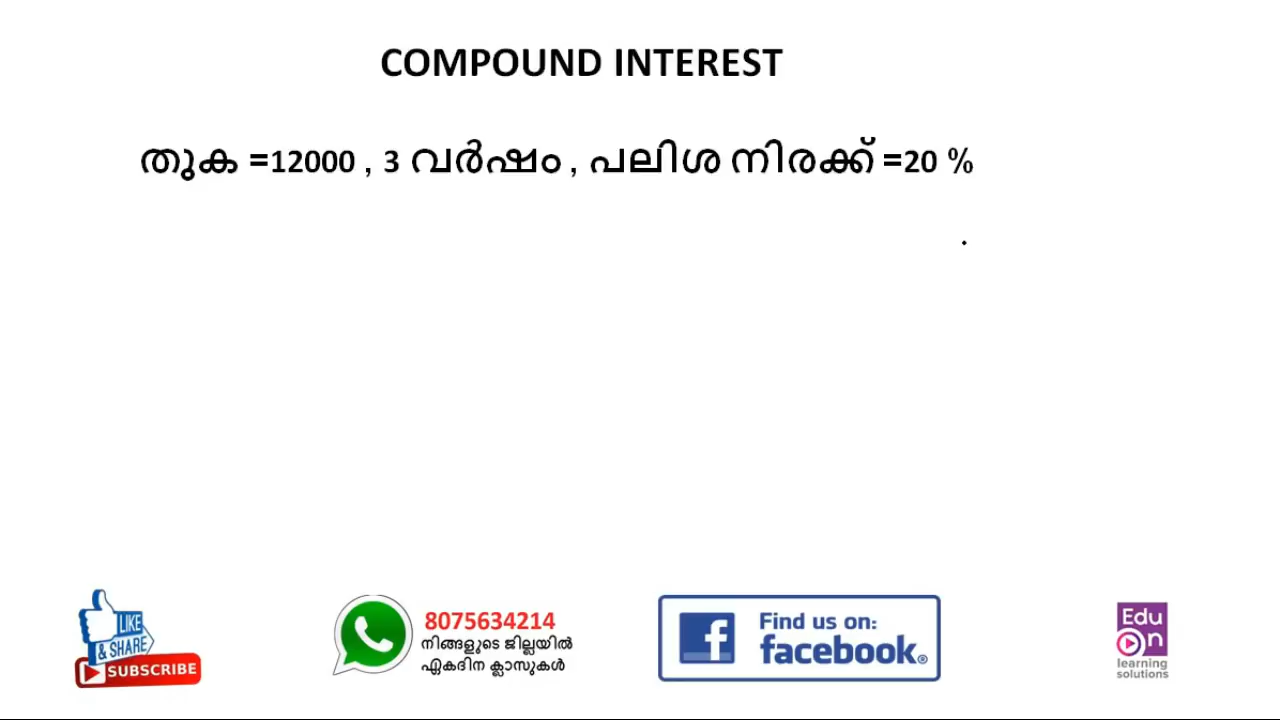 COMPOUND INTEREST
തുക =12000 , 3 വർഷം , പലിശ നിരക്ക് =20 %
.
LIKE
& SHARE
SUBSCRIBE
8075634214
നിങ്ങളുടെ ജില്ലയിൽ
ഏകദിന ക്ലാസുകൾ
Find us on:
facebook®
Edu
On
learning
solutions